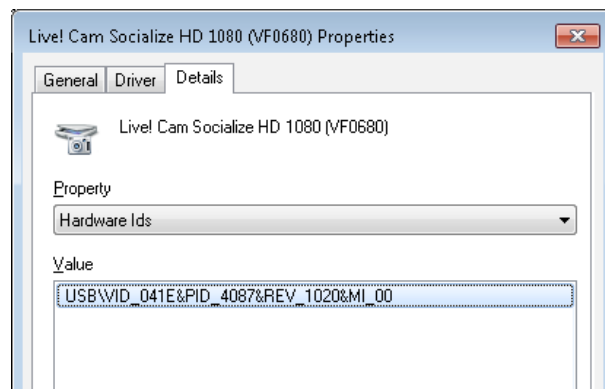 Live! Cam Socialize HD 1080 (VF0680) Properties
General Driver Details
Live! Cam Socialize HD 1080 (VF0680)
Property
Hardware Ids
Value
USB\VID_041E&PID_4087&REV_1020&MI_00